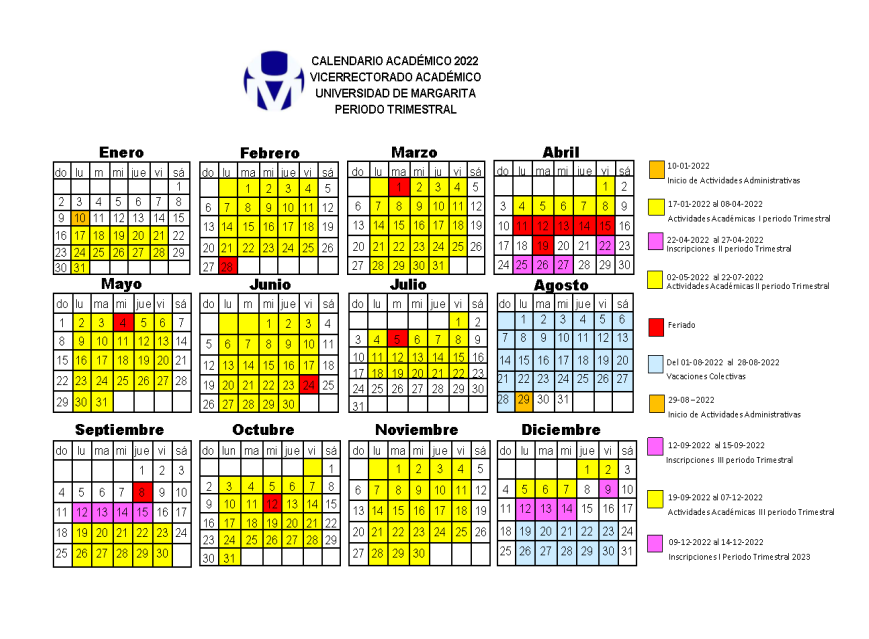 CALENDARIO ACADÉMICO 2022
VICERRECTORADO ACADÉMICO
UNIVERSIDAD DE MARGARITA
PERIODO TRIMESTRAL
Enero
do lu m mi jue vi sá
1
2 3 4 5 6 7 8
9 10 11 12 13 14 15
16 17 18 19 20 21 22
23 24 25 26 27 28 29
30 31
Febrero
do lu ma mi jue vi sá
1 2 3 4 5
6 7 8 9 10 11 12
13 14 15 16 17 18 19
20 21 22 23 24 25 26
27 28
Marzo
do lu ma mi jue vi sá
1 2 3 4 5
6 7 8 9 10 11 12
13 14 15 16 17 18 19
20 21 22 23 24 25 26
27 28 29 30 31
Abril
do lu ma mi jue vi sá
1 2
3 4 5 6 7 8 9
10 11 12 13 14 15 16
17 18 19 20 21 22 23
24 25 26 27 28 29 30
Mayo
do lu ma mi jue vi sá
1 2 3 4 5 6 7
8 9 10 11 12 13 14
15 16 17 18 19 20 21
22 23 24 25 26 27 28
29 30 31
Junio
do lu ma mi jue vi sá
1 2 3 4
5 6 7 8 9 10 11
12 13 14 15 16 17 18
19 20 21 22 23 24 25
26 27 28 29 30
Julio
do lu m mi jue vi sá
1 2
3 4 5 6 7 8 9
10 11 12 13 14 15 16
17 18 19 20 21 22 23
24 25 26 27 28 29 30
31
Agosto
do lu ma mi jue vi sá
1 2 3 4 5 6
7 8 9 10 11 12 13
14 15 16 17 18 19 20
21 22 23 24 25 26 27
28 29 30 31
Septiembre
do lu ma mi jue vi sá
1 2 3
4 5 6 7 8 9 10
11 12 13 14 15 16 17
18 19 20 21 22 23 24
25 26 27 28 29 30
Octubre
do lun ma mi jue vi sá
1
2 3 4 5 6 7 8
9 10 11 12 13 14 15
16 17 18 19 20 21 22
23 24 25 26 27 28 29
30 31
Noviembre
do lu ma mi jue vi sá
1 2 3 4 5
6 7 8 9 10 11 12
13 14 15 16 17 18 19
20 21 22 23 24 25 26
27 28 29 30
Diciembre
do lu ma mi jue vi sá
1 2 3
4 5 6 7 8 9 10
11 12 13 14 15 16 17
18 19 20 21 22 23 24
25 26 27 28 29 30 31
10-01-2022
Inicio de Actividades Administrativas
17-01-2022 al 08-04-2022
Actividades Académicas I periodo Trimestral
22-04-2022 al 27-04-2022
Inscripciones II periodo Trimestral
02-05-2022 al 22-07-2022
Actividades Académicas II periodo Trimestral
Feriado
Del 01-08-2022 al 28-08-2022
Vacaciones Colectivas
29-08–2022
Inicio de Actividades Administrativas
12-09-2022 al 15-09-2022
Inscripciones III periodo Trimestral
19-09-2022 al 07-12-2022
Actividades Académicas III periodo Trimestral
09-12-2022 al 14-12-2022
Inscripciones I Periodo Trimestral 2023